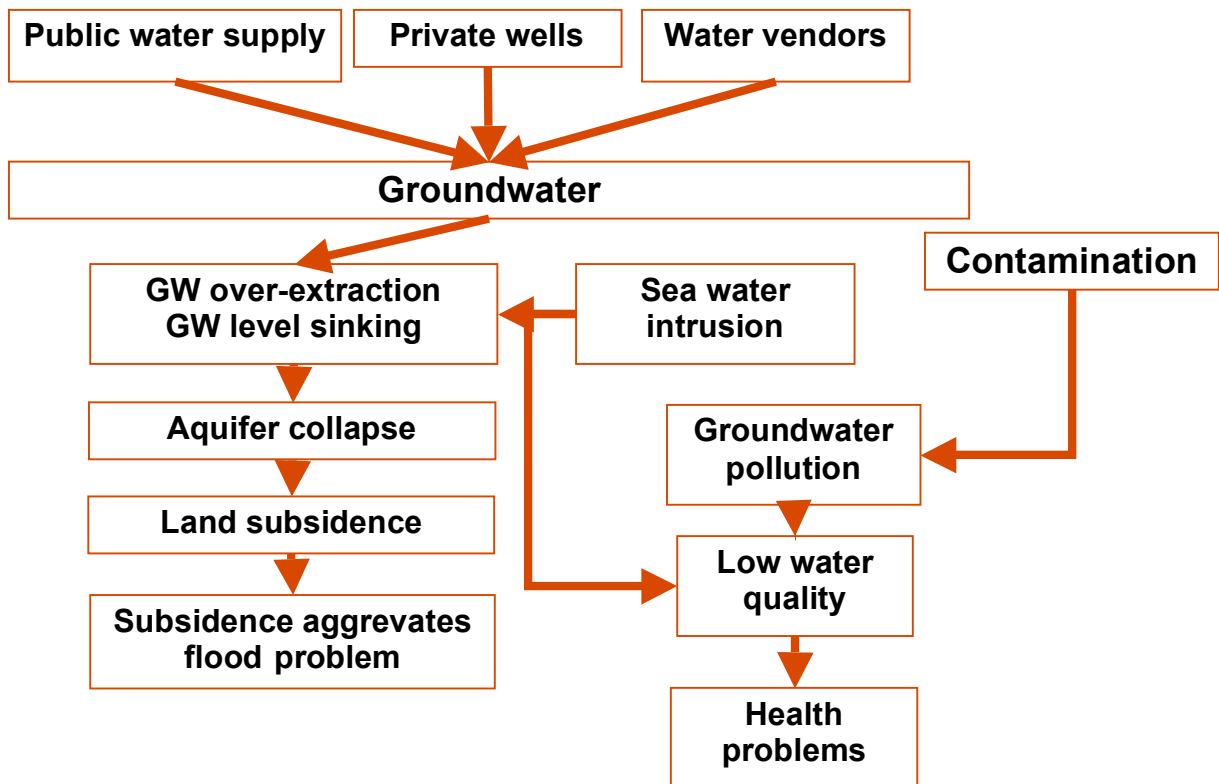 Public water supply
Private wells
Water vendors
Groundwater
Contamination
GW over-extraction
GW level sinking
Sea water
intrusion
Aquifer collapse
Groundwater
pollution
Land subsidence
Low water
quality
Subsidence aggrevates
flood problem
Health
problems